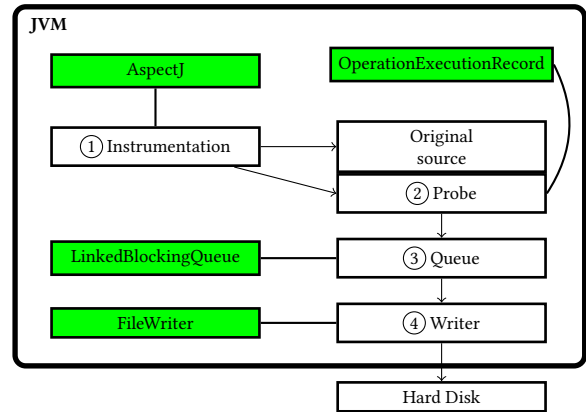 JVM
AspectJ
OperationExecutionRecord
1 Instrumentation
Original
source
2 Probe
LinkedBlockingQueue
3 Queue
FileWriter
4 Writer
Hard Disk